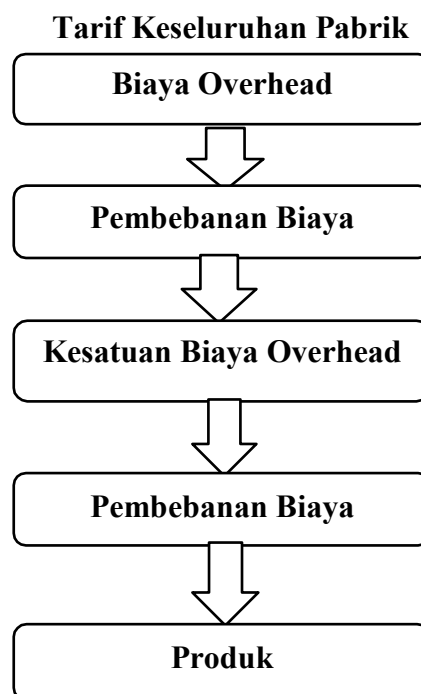 Tarif Keseluruhan Pabrik
Biaya Overhead
Pembebanan Biaya
Kesatuan Biaya Overhead
Pembebanan Biaya
Produk